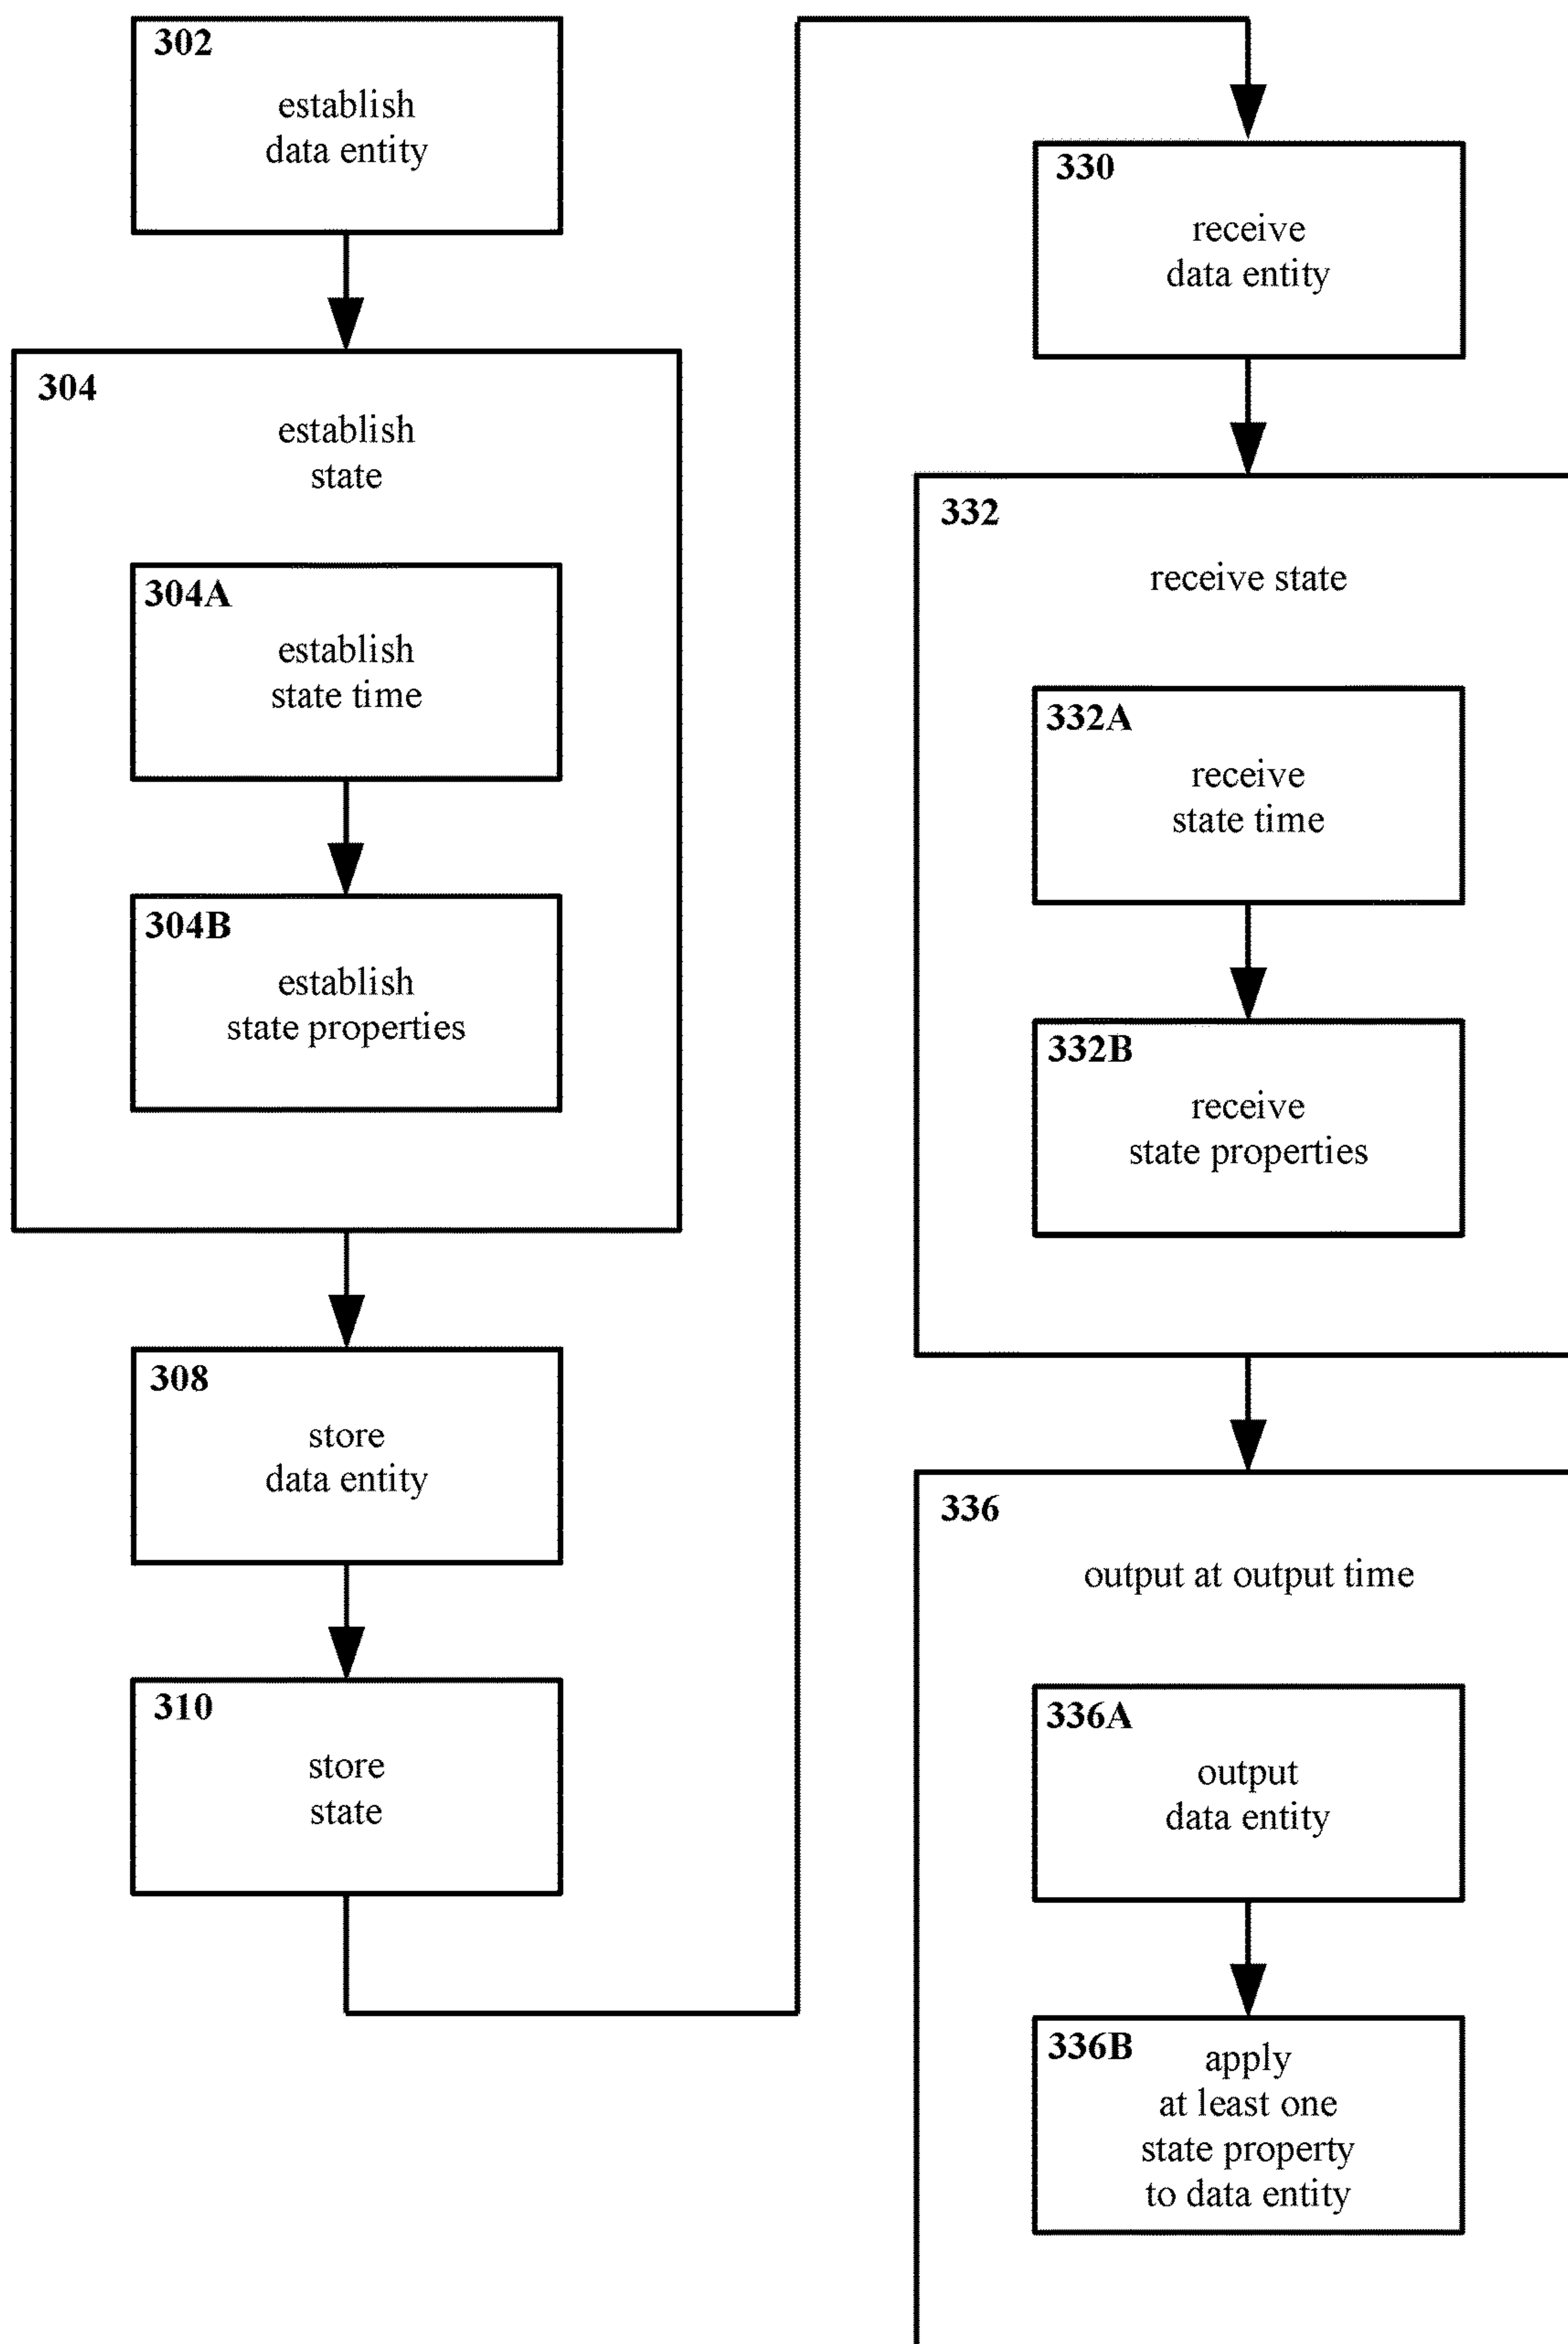 302
establish
data entity
304
establish
state
304A
establish
state time
304B
establish
state properties
308
store
data entity
310
store
state
330
receive
data entity
332
receive state
332A
receive
state time
332B
receive
state properties
336
output at output time
336A
output
data entity
336B
apply
at least one
state property
to data entity